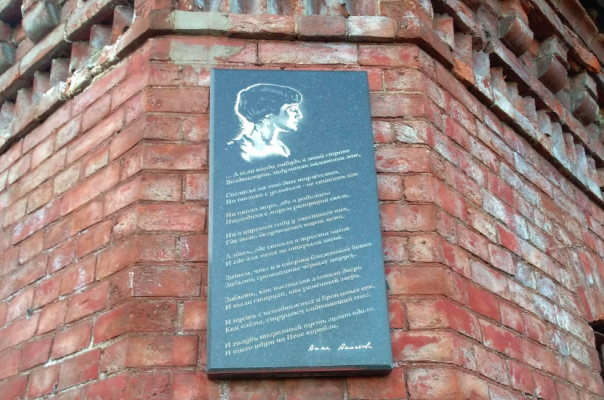 ...А если когда-нибудь в этой стране
Воздвигнуть задумают памятник мне,
Согласье на это даю торжество,
Но только с условьем - не ставить его
Ни около моря, где я родилась:
Последняя с морем разорвана связь,
Ни в царском саду у заветного пня,
Где тень безутешная ищет меня,
А здесь, где стояла я триста часов
И где для меня не открыли засов.
Затем, что и в смерти блаженной боюсь
Забыть громыхание черных марусь,
Забыть, как постылая хлопала дверь
И выла старуха, как раненый зверь.
И пусть с неподвижных и бронзовых век,
Как слёзы, струится подтаявший снег,
И голубь тюремный пусть гулит вдали,
И тихо идут по Неве корабли.
Анна Ахматова